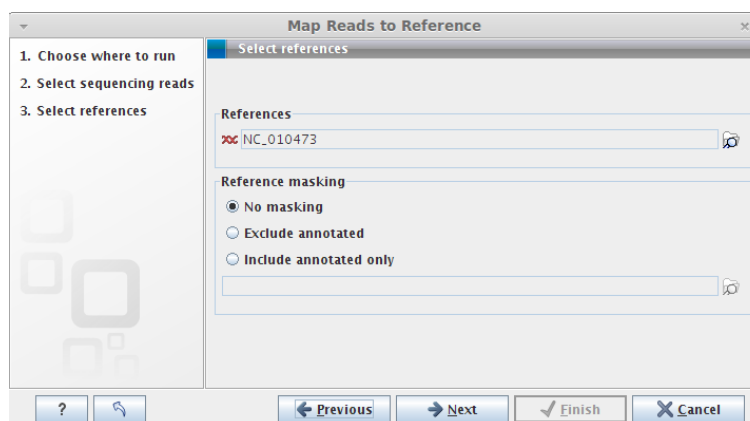 Map Reads to Reference
1. Choose where to run
2. Select sequencing reads
3. Select references
Select references
References
NC_010473
Reference masking
No masking
Exclude annotated
Include annotated only
?
Previous
Next
Finish
Cancel